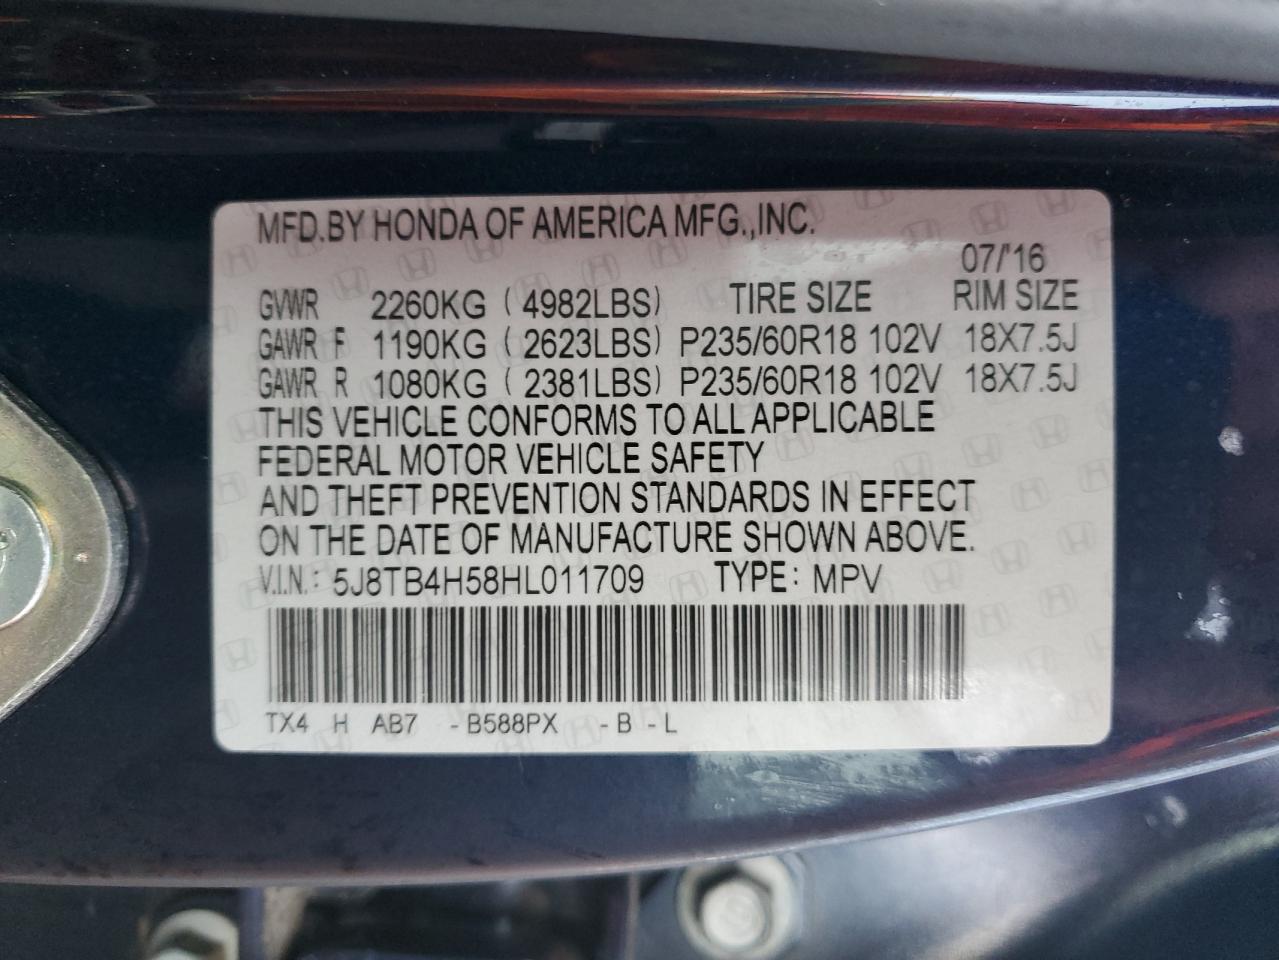 MFD.BY HONDA OF AMERICA MFG.,INC.
07/'16
GVWR 2260KG ( 4982LBS) TIRE SIZE RIM SIZE
GAWR F 1190KG ( 2623LBS) P235/60R18 102V 18X7.5J
GAWR R 1080KG ( 2381LBS) P235/60R18 102V 18X7.5J
THIS VEHICLE CONFORMS TO ALL APPLICABLE
FEDERAL MOTOR VEHICLE SAFETY
AND THEFT PREVENTION STANDARDS IN EFFECT
ON THE DATE OF MANUFACTURE SHOWN ABOVE.
V.I.N.: 5J8TB4H58HL011709 TYPE: MPV
TX4 H AB7 - B588PX - B - L